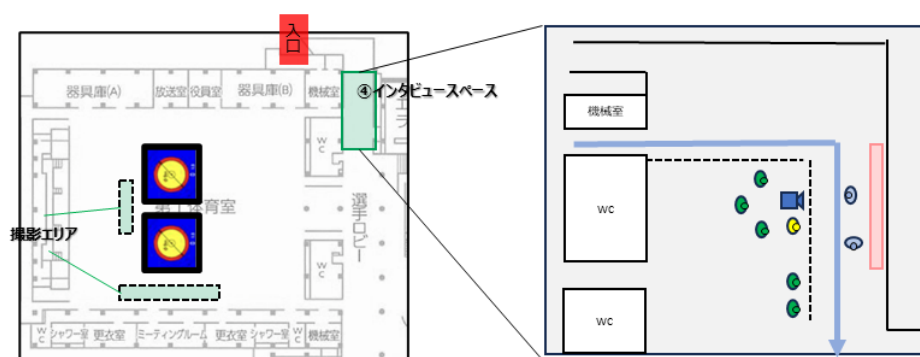 入口
器具庫(A)
放送室
役員室
器具庫(B)
機械室
④インタビュースペース
WC
第1体育室
選手ロビー
撮影エリア
WC
WC
シャワー室
更衣室
ミーティングルーム
更衣室
シャワー室
WC
機械室
機械室
WC
WC